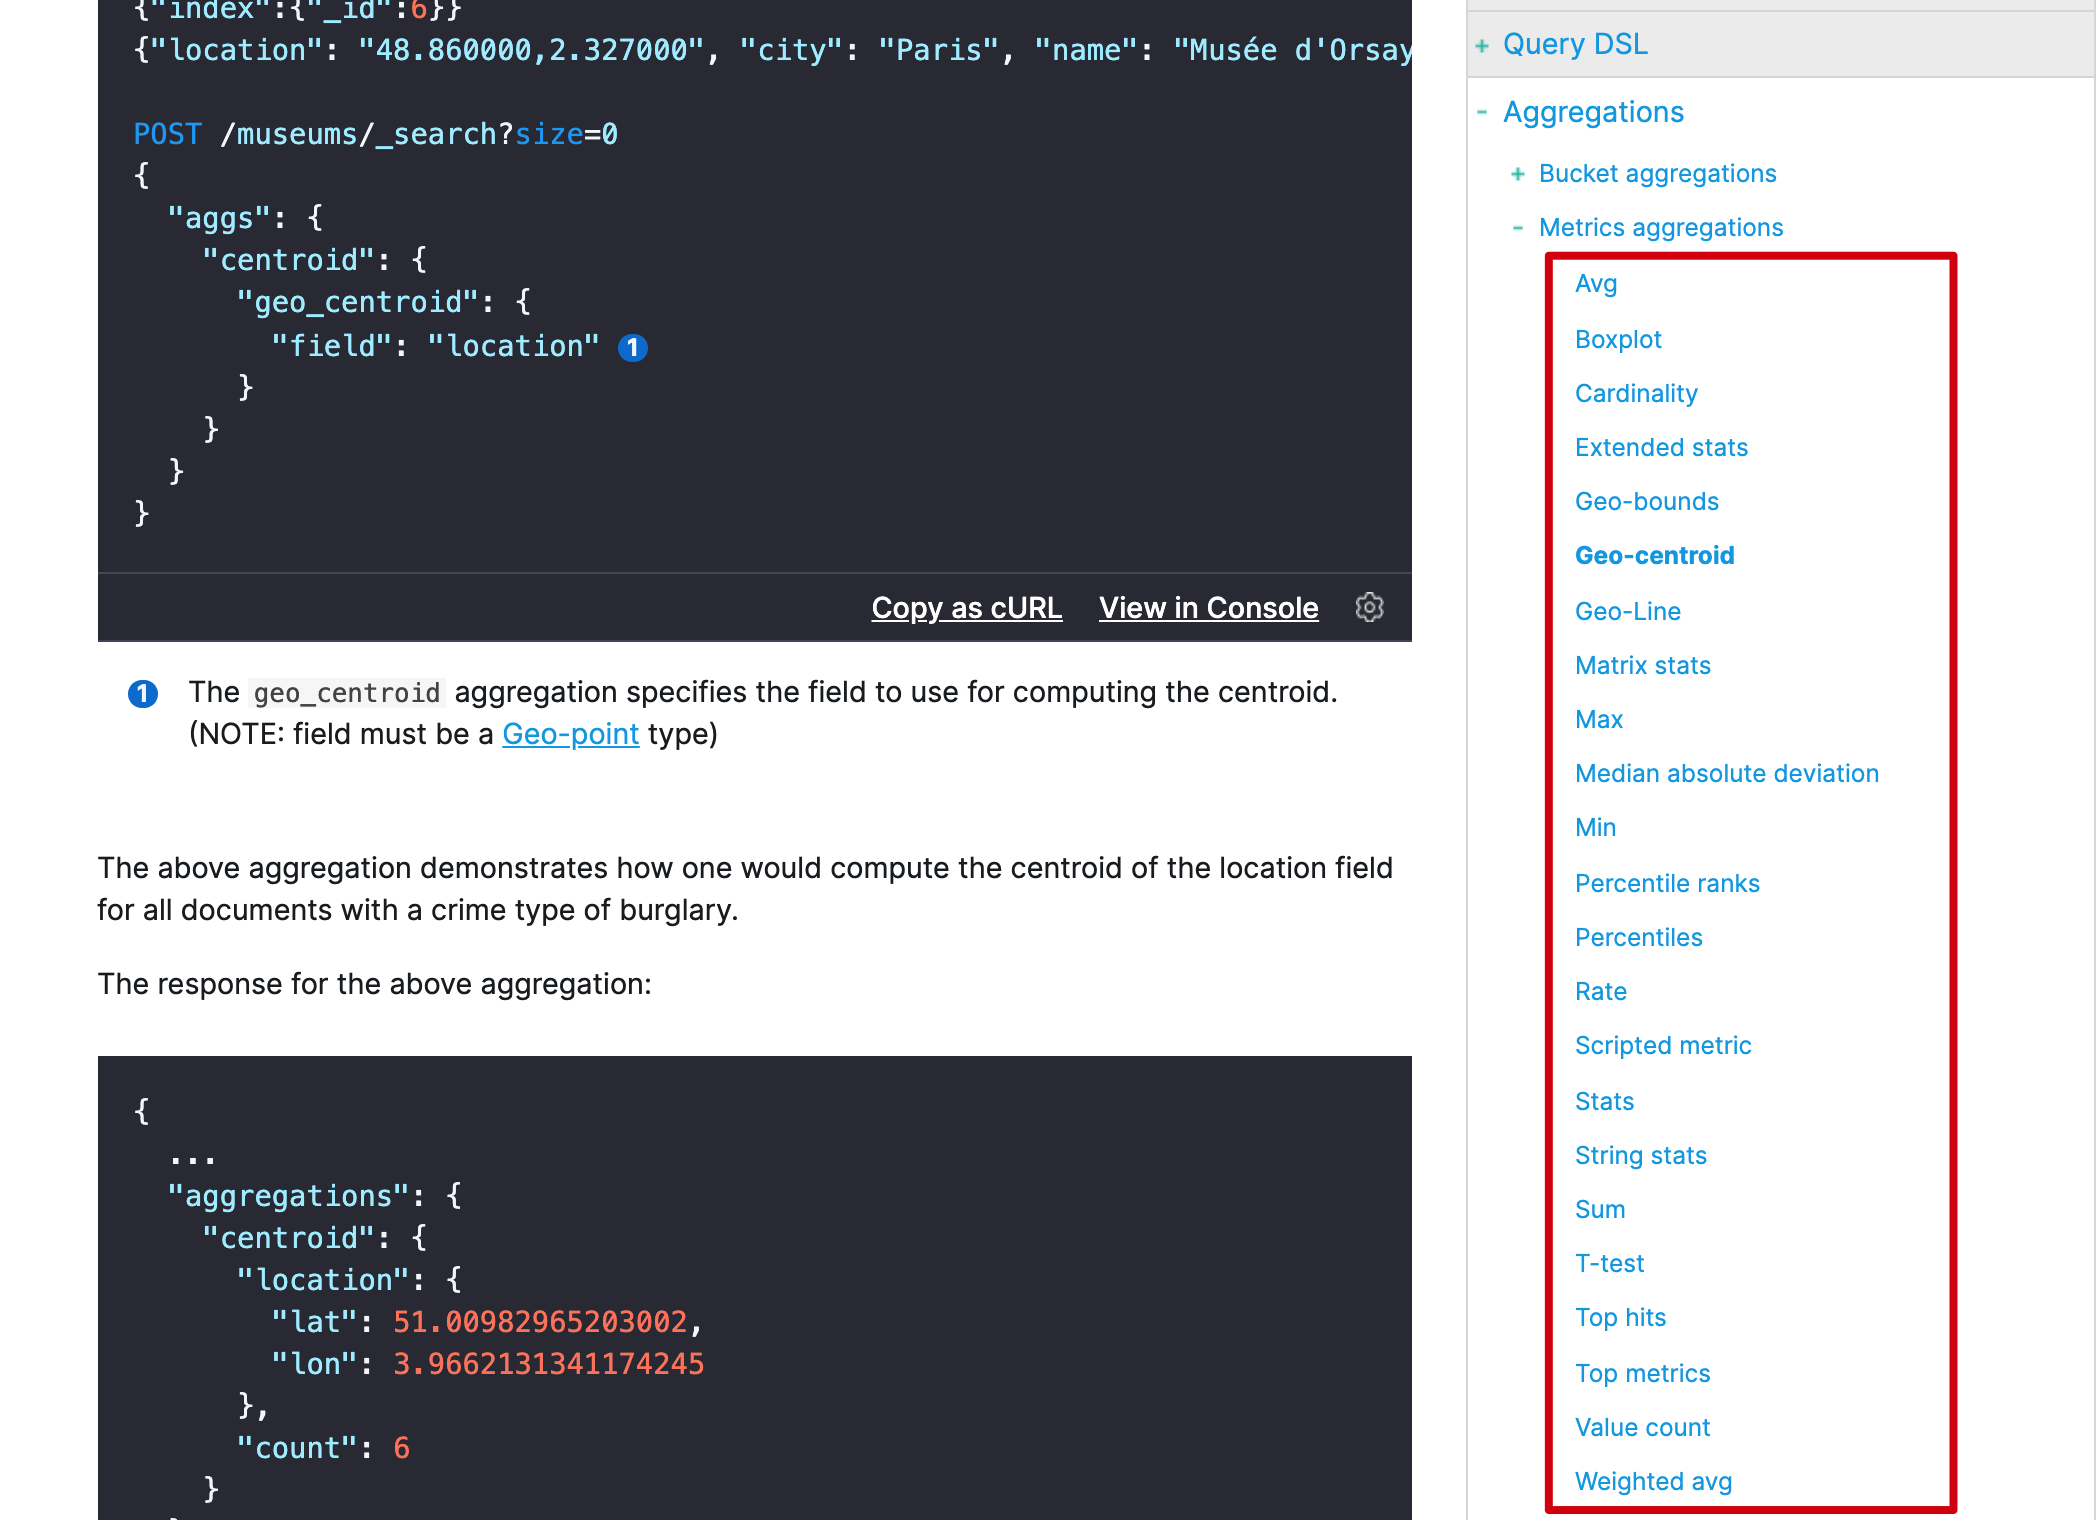 {"index":{"_id":6}}
{"location": "48.860000,2.327000", "city": "Paris", "name": "Musée d'Orsay
POST /museums/_search?size=0
{
"aggs": {
"centroid": {
"geo_centroid": {
"field": "location" 1
}
}
}
}
Copy as cURL View in Console
1 The geo_centroid aggregation specifies the field to use for computing the centroid.
(NOTE: field must be a Geo-point type)
The above aggregation demonstrates how one would compute the centroid of the location field
for all documents with a crime type of burglary.
The response for the above aggregation:
{
...
"aggregations": {
"centroid": {
"location": {
"lat": 51.00982965203002,
"lon": 3.9662131341174245
},
"count": 6
}
+ Query DSL
- Aggregations
+ Bucket aggregations
- Metrics aggregations
Avg
Boxplot
Cardinality
Extended stats
Geo-bounds
Geo-centroid
Geo-Line
Matrix stats
Max
Median absolute deviation
Min
Percentile ranks
Percentiles
Rate
Scripted metric
Stats
String stats
Sum
T-test
Top hits
Top metrics
Value count
Weighted avg